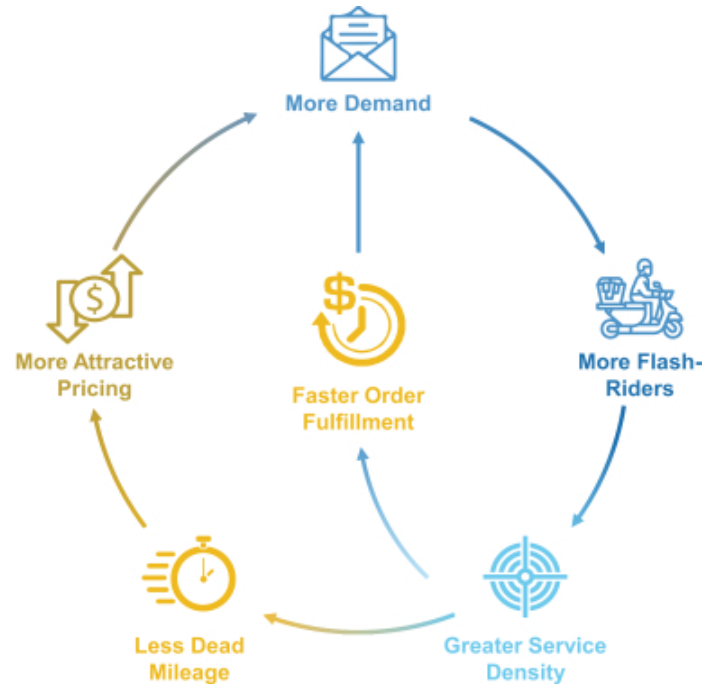 More Demand
More Attractive
Pricing
Faster Order
Fulfillment
More Flash-
Riders
Less Dead
Mileage
Greater Service
Density